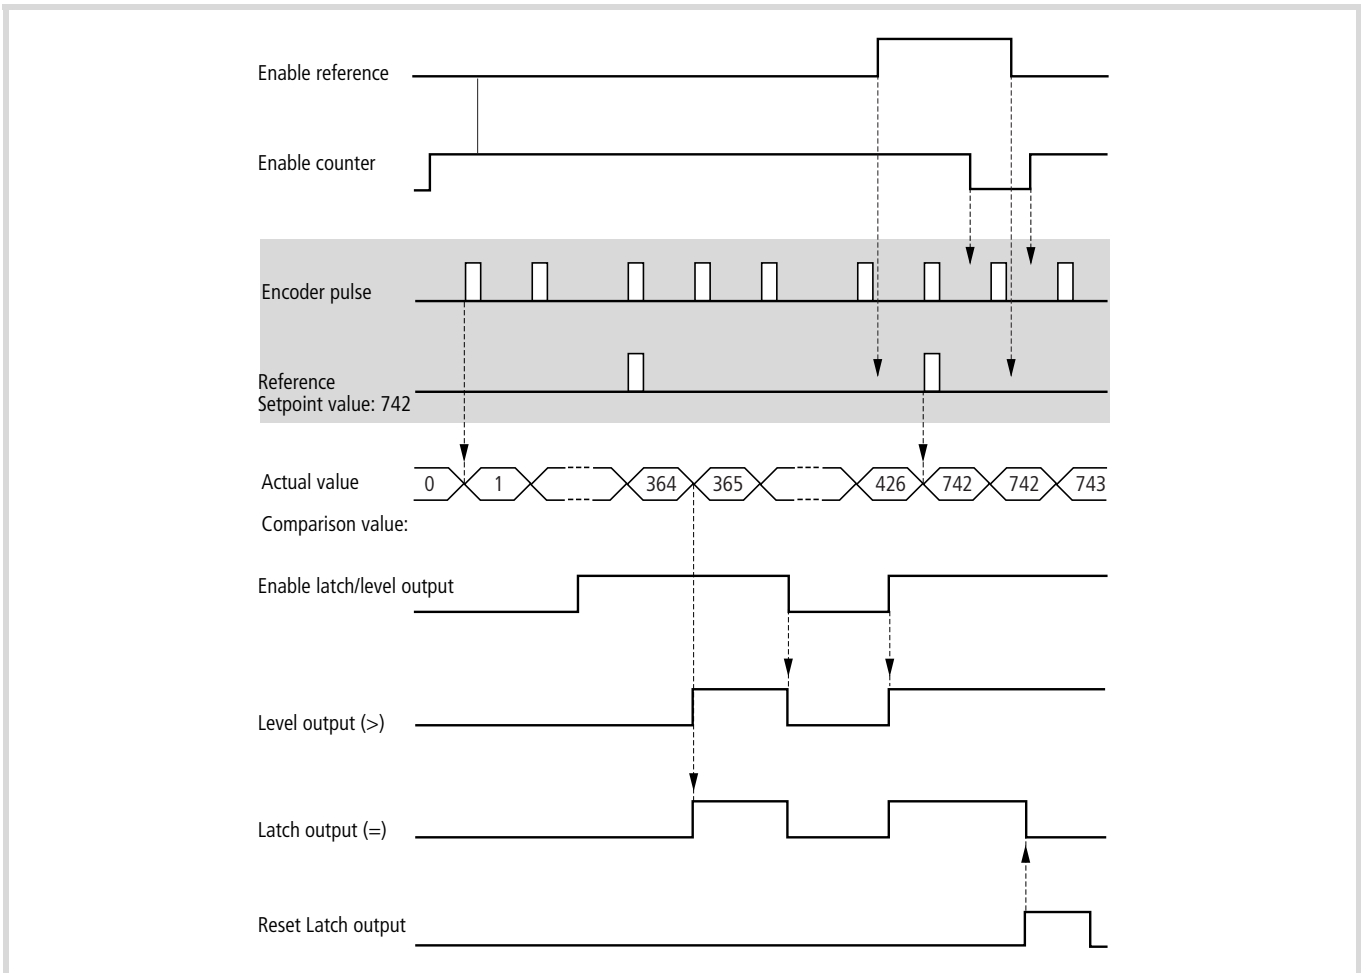 Enable reference
Enable counter
Encoder pulse
Reference
Setpoint value: 742
Actual value 0 1 364 365 426 742 742 743
Comparison value:
Enable latch/level output
Level output (>)
Latch output (=)
Reset Latch output